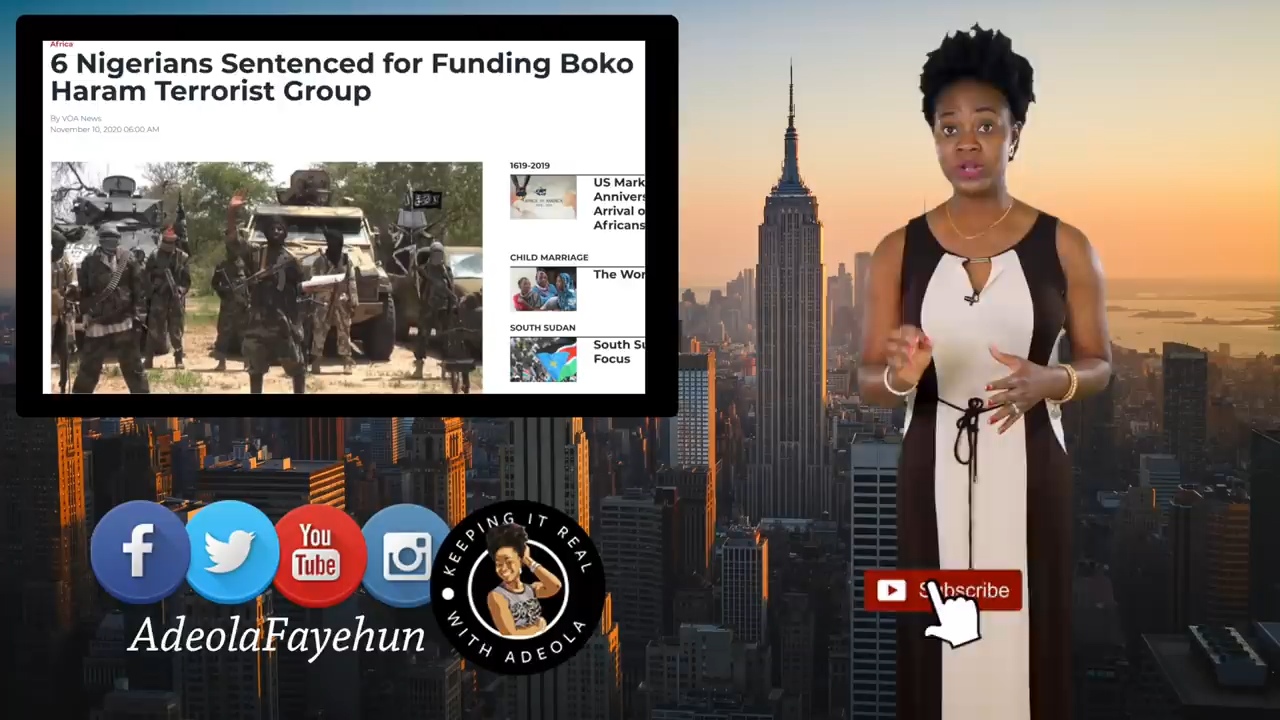 Africa
6 Nigerians Sentenced for Funding Boko
Haram Terrorist Group
By VOA News
November 10, 2020 06:00 AM
1619-2019
US Mark
Annivers
Arrival o
Africans
CHILD MARRIAGE
The Wor
SOUTH SUDAN
South Su
Focus
f
You
Tube
KEEPING IT REAL
WITH ADEOLA
AdeolaFayehun
Subscribe